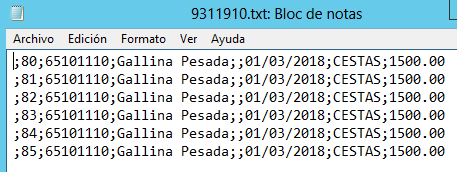 9311910.txt: Bloc de notas
Archivo Edición Formato Ver Ayuda
;80;65101110;Gallina Pesada;;01/03/2018;CESTAS;1500.00
;81;65101110;Gallina Pesada;;01/03/2018;CESTAS;1500.00
;82;65101110;Gallina Pesada;;01/03/2018;CESTAS;1500.00
;83;65101110;Gallina Pesada;;01/03/2018;CESTAS;1500.00
;84;65101110;Gallina Pesada;;01/03/2018;CESTAS;1500.00
;85;65101110;Gallina Pesada;;01/03/2018;CESTAS;1500.00